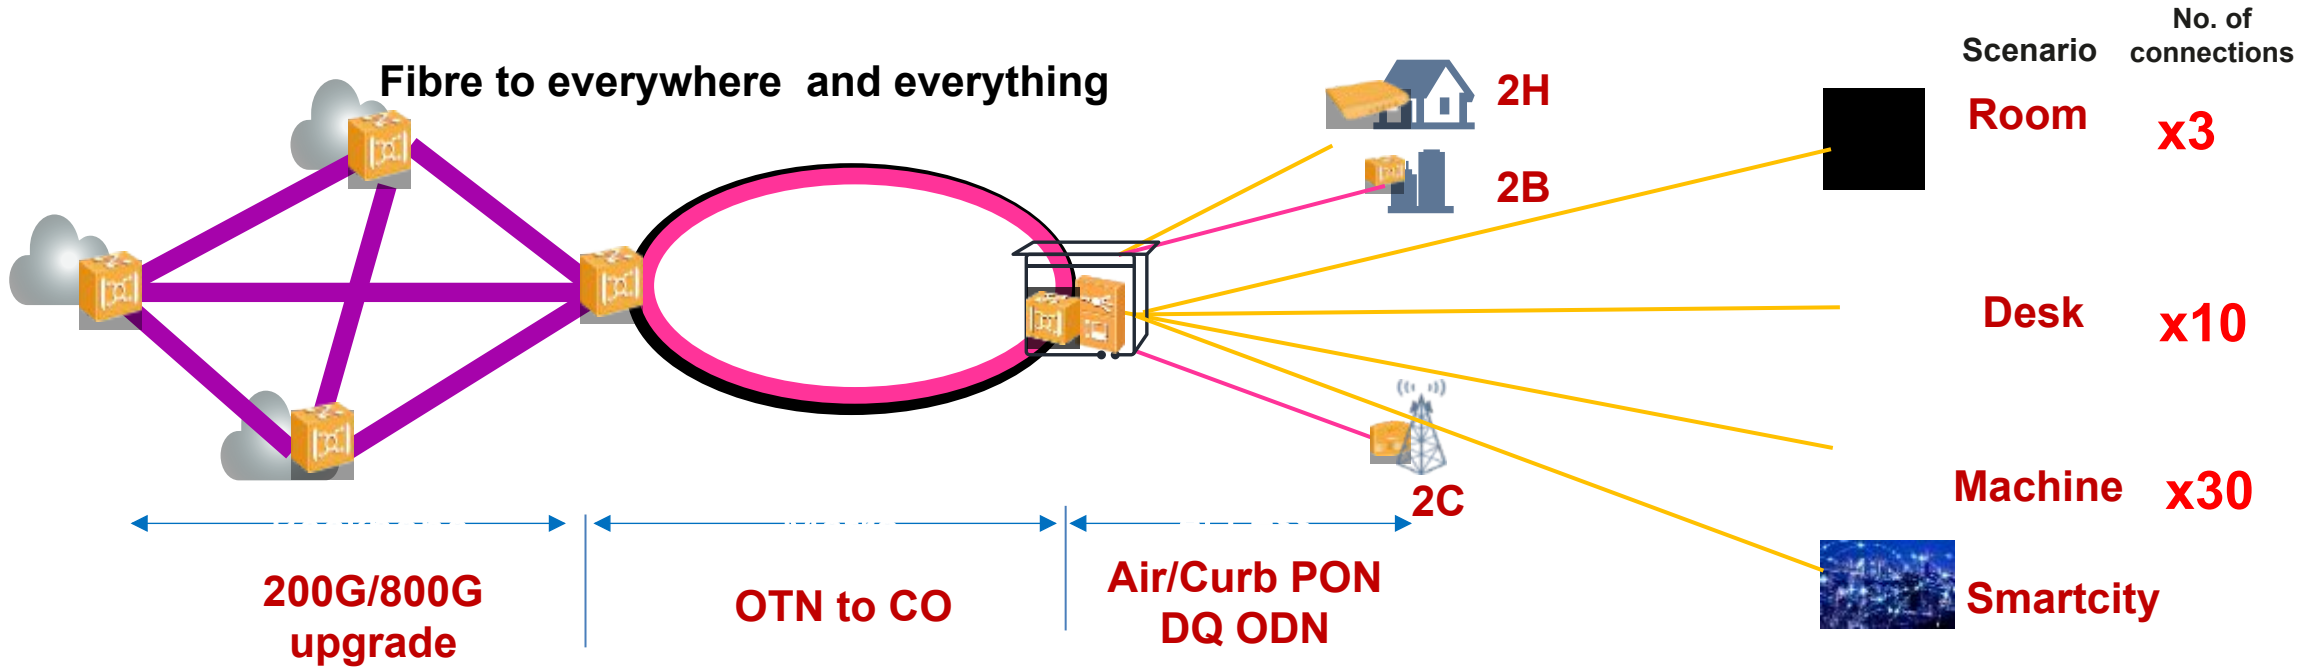 Fibre to everywhere and everything
No. of
connections
Scenario
Room
x3
2H
2B
Desk
x10
Machine
x30
2C
Smartcity
200G/800G
upgrade
OTN to CO
Air/Curb PON
DQ ODN